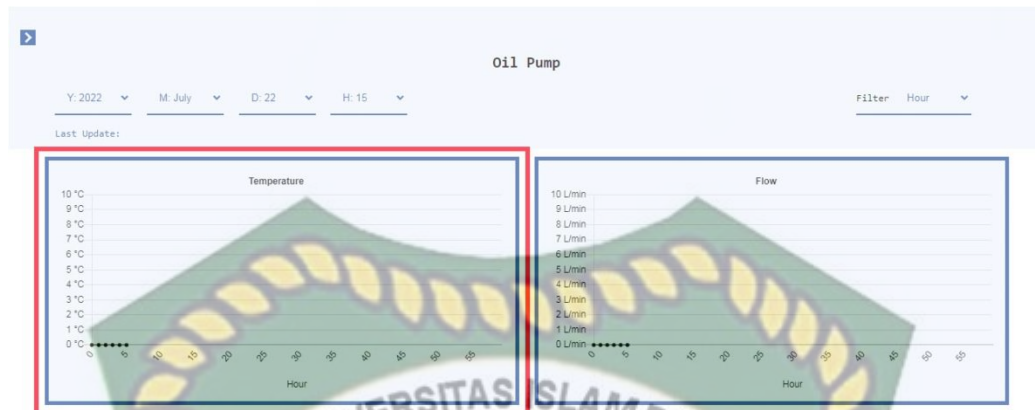 Oil Pump
Y: 2022 M: July D: 22 H: 15 Filter Hour
Last Update:
Temperature
10 °C
9 °C
8 °C
7 °C
6 °C
5 °C
4 °C
3 °C
2 °C
1 °C
0 °C
0 5 10 15 20 25 30 35 40 45 50 55
Hour
Flow
10 L/min
9 L/min
8 L/min
7 L/min
6 L/min
5 L/min
4 L/min
3 L/min
2 L/min
1 L/min
0 L/min
0 5 10 15 20 25 30 35 40 45 50 55
Hour
VERSITAS ISLAM